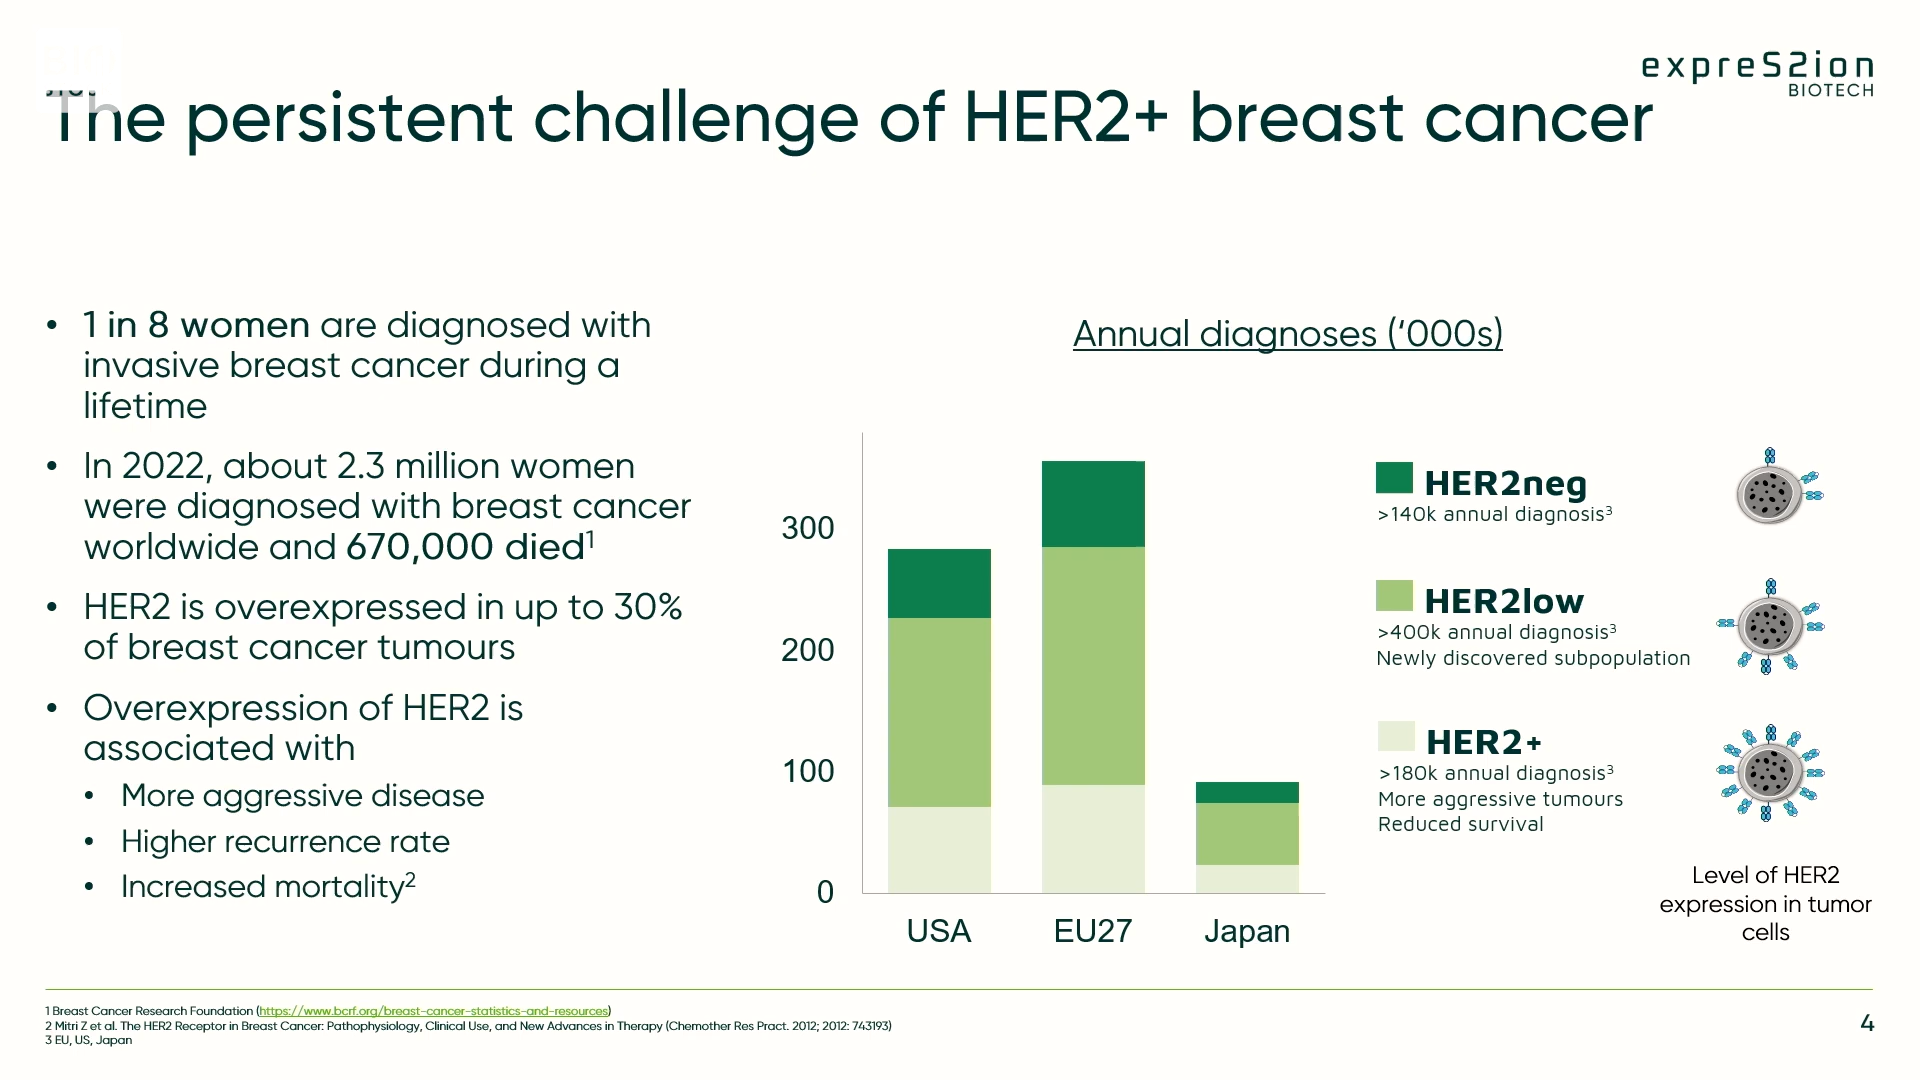 expreS2ion
BIOTECH
The persistent challenge of HER2+ breast cancer
• 1 in 8 women are diagnosed with
invasive breast cancer during a
lifetime
• In 2022, about 2.3 million women
were diagnosed with breast cancer
worldwide and 670,000 died¹
• HER2 is overexpressed in up to 30%
of breast cancer tumours
• Overexpression of HER2 is
associated with
• More aggressive disease
• Higher recurrence rate
• Increased mortality²
Annual diagnoses (‘000s)
300
200
100
0
USA
EU27
Japan
HER2neg
>140k annual diagnosis³
HER2low
>400k annual diagnosis³
Newly discovered subpopulation
HER2+
>180k annual diagnosis³
More aggressive tumours
Reduced survival
Level of HER2
expression in tumor
cells
1 Breast Cancer Research Foundation (https://www.bcrf.org/breast-cancer-statistics-and-resources)
2 Mitri Z et al. The HER2 Receptor in Breast Cancer: Pathophysiology, Clinical Use, and New Advances in Therapy (Chemother Res Pract. 2012; 2012: 743193)
3 EU, US, Japan
4